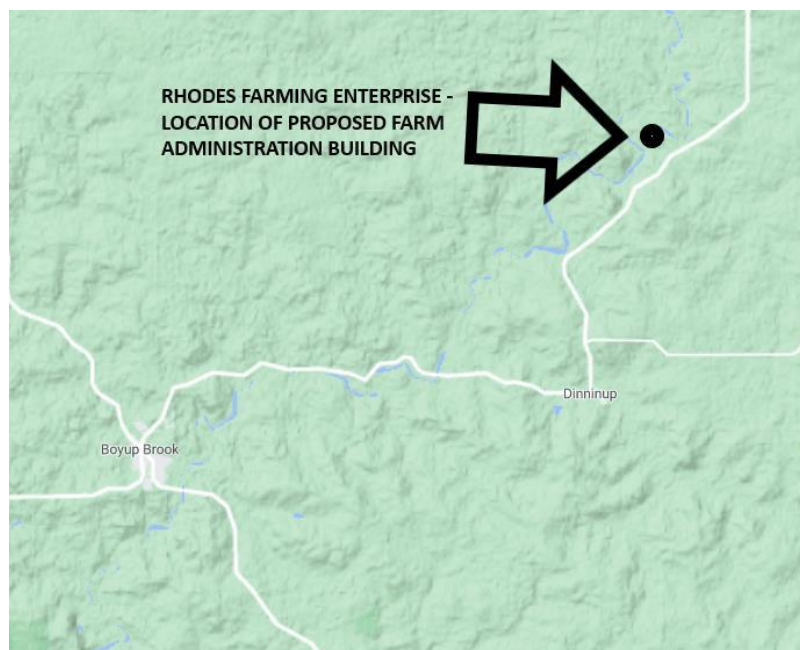 RHODES FARMING ENTERPRISE -
LOCATION OF PROPOSED FARM
ADMINISTRATION BUILDING
Dinninup
Boyup Brook